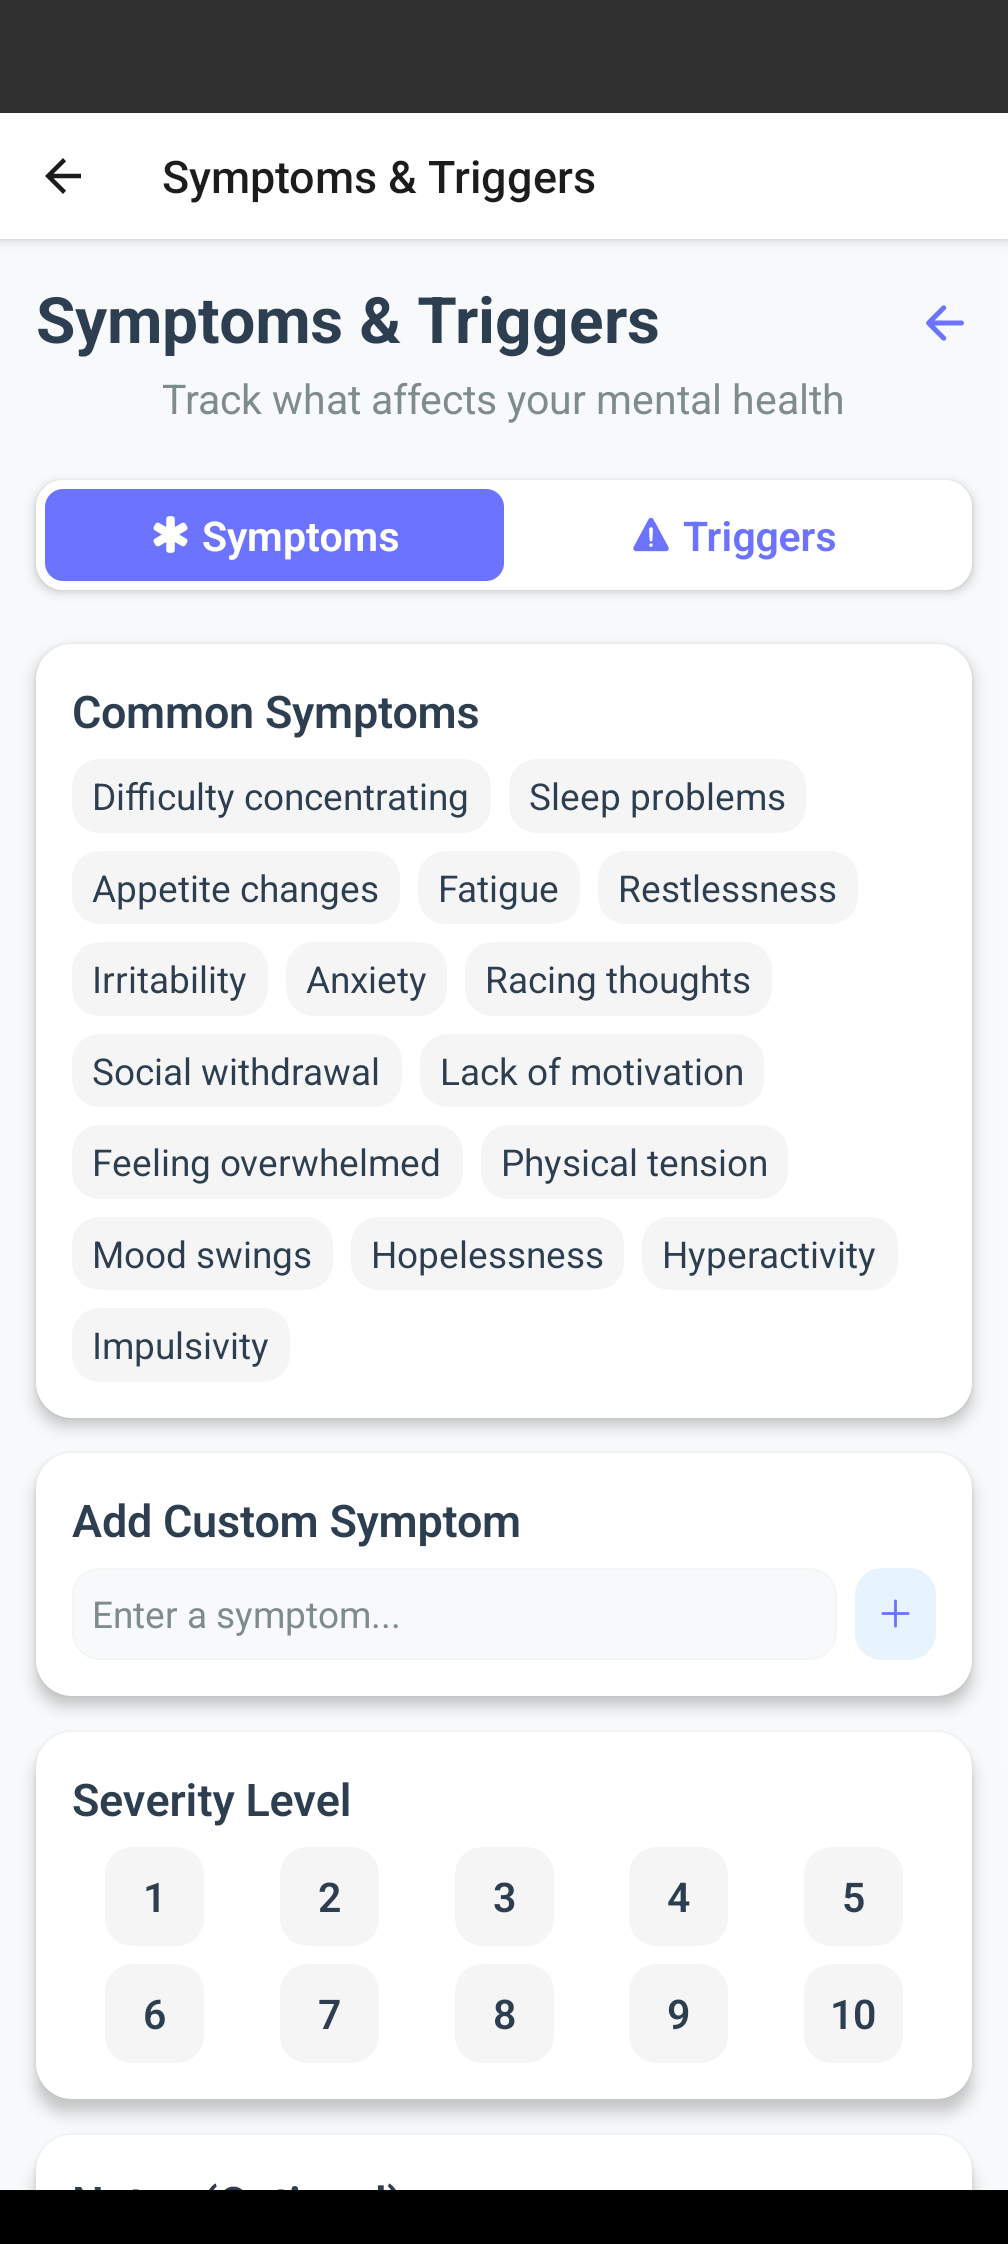 Symptoms & Triggers
Symptoms & Triggers
Track what affects your mental health
Symptoms Triggers
Common Symptoms
Difficulty concentrating Sleep problems
Appetite changes Fatigue Restlessness
Irritability Anxiety Racing thoughts
Social withdrawal Lack of motivation
Feeling overwhelmed Physical tension
Mood swings Hopelessness Hyperactivity
Impulsivity
Add Custom Symptom
Enter a symptom...
Severity Level
1 2 3 4 5
6 7 8 9 10